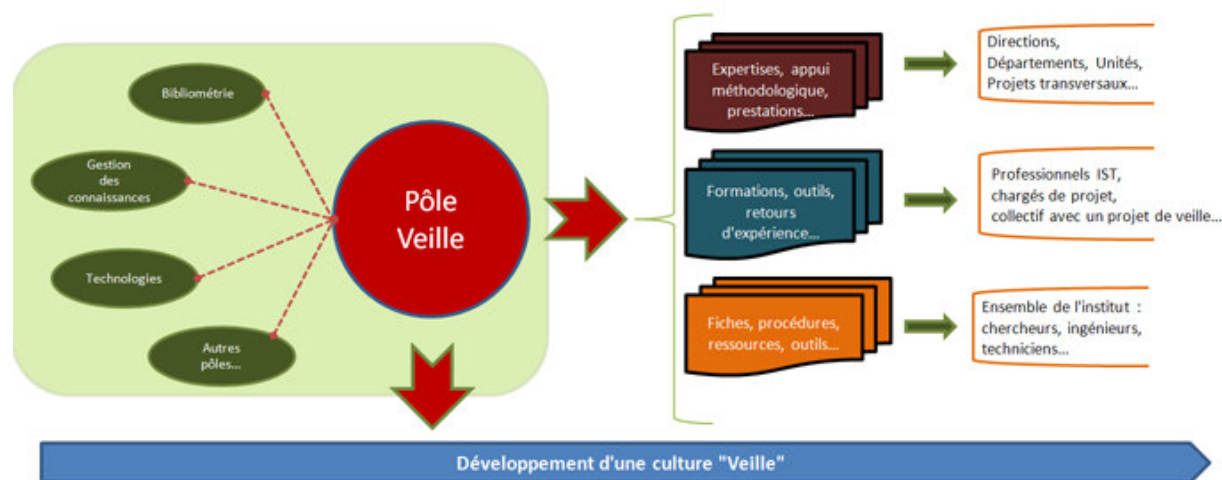 Bibliométrie
Gestion
des
connaissances
Technologies
Autres
pôles...
Pôle
Veille
Expertises, appui
méthodologique,
prestations...
Directions,
Départements, Unités,
Projets transversaux...
Formations, outils,
retours
d'expérience...
Professionnels IST,
chargés de projet,
collectif avec un projet de veille...
Fiches, procédures,
ressources, outils...
Ensemble de l'institut :
chercheurs, ingénieurs,
techniciens...
Développement d'une culture "Veille"